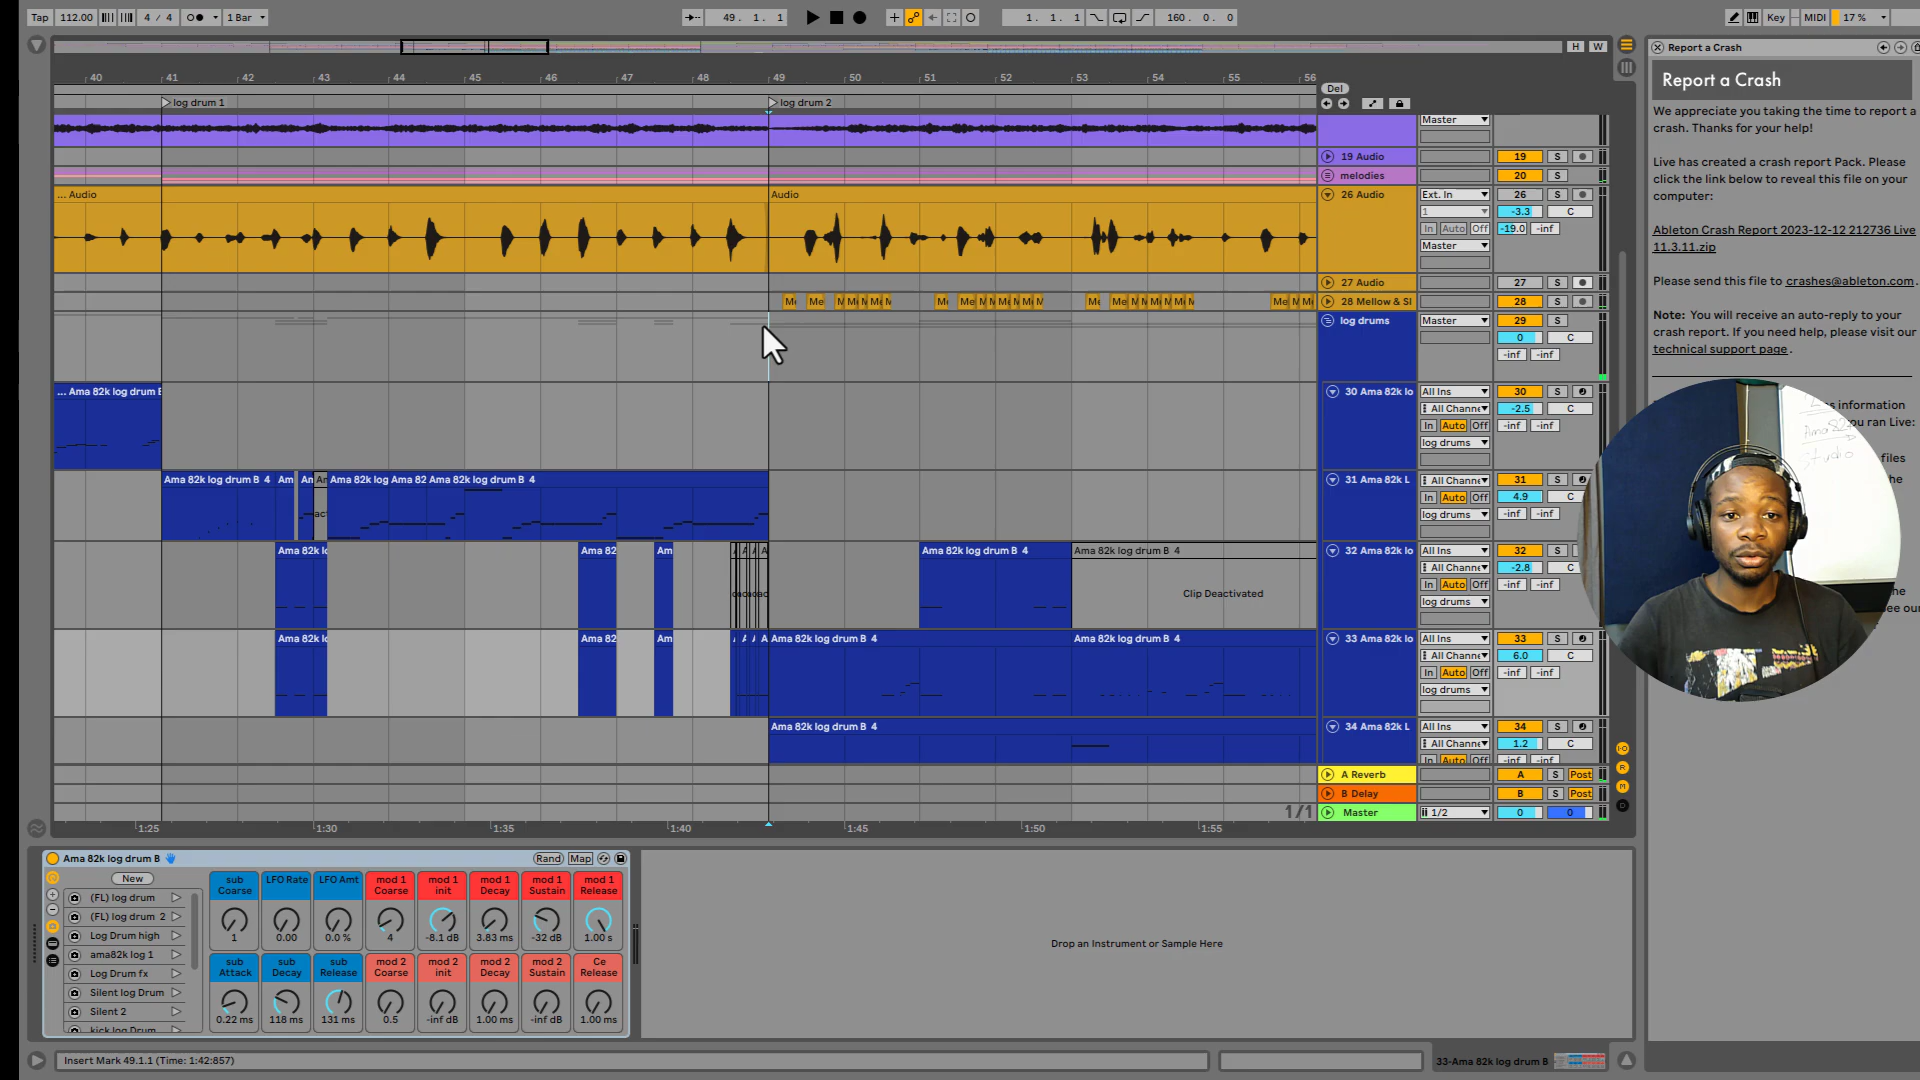 Tap 112.00 4 / 4 1 Bar 49. 1. 1 1. 1. 1 160. 0. 0 Key MIDI 17 %
H W
Report a Crash
40 41 42 43 44 45 46 47 48 49 50 51 52 53 54 55 56
Del
log drum 1 log drum 2
Report a Crash
We appreciate you taking the time to report a
crash. Thanks for your help!
Live has created a crash report Pack. Please
click the link below to reveal this file on your
computer:
Ableton Crash Report 2023-12-12 212736 Live
11.3.11.zip
Please send this file to crashes@ableton.com.
Note: You will receive an auto-reply to your
crash report. If you need help, please visit our
technical support page.
Master
19 Audio 19 S
melodies 20 S
... Audio Audio 26 Audio Ext. In 26 S
1 -3.3 C
In Auto Off -19.0 -inf
Master
27 Audio 27 S
28 Mellow & Sl 28 S
log drums Master 29 S
0 C
-inf -inf
... Ama 82k log drum B 30 Ama 82k lo All Ins 30 S
All Channe -2.5 C
In Auto Off -inf -inf
log drums
Ama 82k log drum B 4 Am Ama 82k log Ama 82 Ama 82k log drum B 4 31 Ama 82k L All Channe 31 S
In Auto Off 4.9 C
log drums -inf -inf
Ama 82k lo Ama 82 Am Ama 82k log drum B 4 Ama 82k log drum B 4 32 Ama 82k lo All Ins 32 S
All Channe -2.8 C
In Auto Off -inf -inf
Clip Deactivated
log drums
Ama 82k lo Ama 82 Am Ama 82k log drum B 4 Ama 82k log drum B 4 33 Ama 82k lo All Ins 33 S
All Channe 6.0 C
In Auto Off -inf -inf
log drums
Ama 82k log drum B 4 34 Ama 82k L All Ins 34 S
All Channe 1.2 C
In Auto Off -inf -inf
A Reverb A S Post
B Delay B S Post
1/1 Master 1/2 0 0
1:25 1:30 1:35 1:40 1:45 1:50 1:55
Ama 82k log drum B Rand Map
New
(FL) log drum
(FL) log drum 2
Log Drum high
ama82k log 1
Log Drum fx
Silent log Drum
Silent 2
kick log Drum
sub Coarse LFO Rate LFO Amt mod 1 Coarse mod 1 init mod 1 Decay mod 1 Sustain mod 1 Release
1 0.00 0.0 % 4 -8.1 dB 3.83 ms -32 dB 1.00 s
sub Attack sub Decay sub Release mod 2 Coarse mod 2 init mod 2 Decay mod 2 Sustain Ce Release
0.22 ms 118 ms 131 ms 0.5 -inf dB 1.00 ms -inf dB 1.00 ms
Drop an Instrument or Sample Here
Insert Mark 49.1.1 (Time: 1:42:857)
33-Ama 82k log drum B